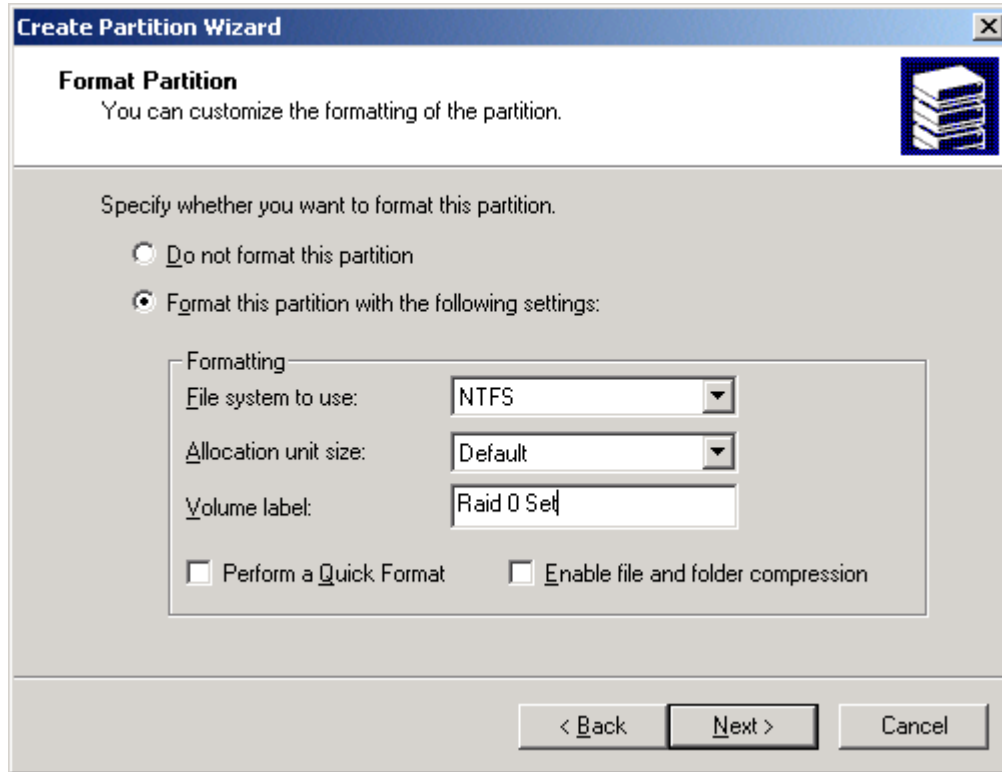 Create Partition Wizard
Format Partition
You can customize the formatting of the partition.
Specify whether you want to format this partition.
Do not format this partition
Format this partition with the following settings:
Formatting
File system to use: NTFS
Allocation unit size: Default
Volume label: Raid 0 Set
Perform a Quick Format Enable file and folder compression
< Back Next > Cancel